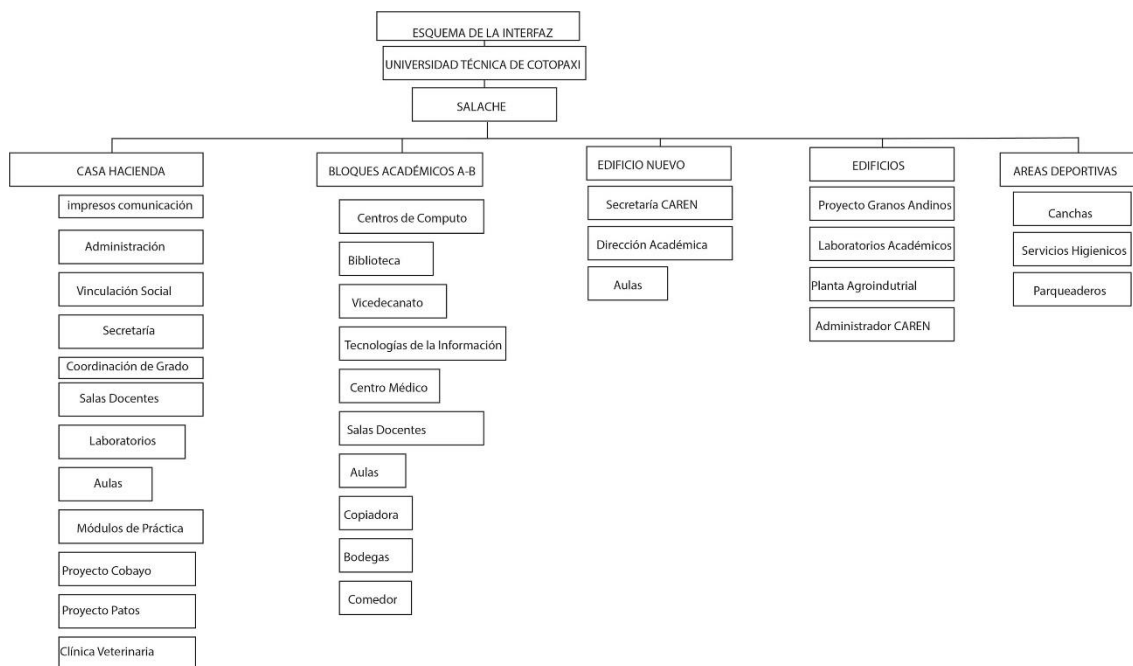 ESQUEMA DE LA INTERFAZ
UNIVERSIDAD TÉCNICA DE COTOPAXI
SALACHE
CASA HACIENDA
impresos comunicación
Administración
Vinculación Social
Secretaría
Coordinación de Grado
Salas Docentes
Laboratorios
Aulas
Módulos de Práctica
Proyecto Cobayo
Proyecto Patos
Clínica Veterinaria
BLOQUES ACADÉMICOS A-B
Centros de Computo
Biblioteca
Vicedecanato
Tecnologías de la Información
Centro Médico
Salas Docentes
Aulas
Copiadora
Bodegas
Comedor
EDIFICIO NUEVO
Secretaría CAREN
Dirección Académica
Aulas
EDIFICIOS
Proyecto Granos Andinos
Laboratorios Académicos
Planta Agroindutrial
Administrador CAREN
AREAS DEPORTIVAS
Canchas
Servicios Higienicos
Parqueaderos